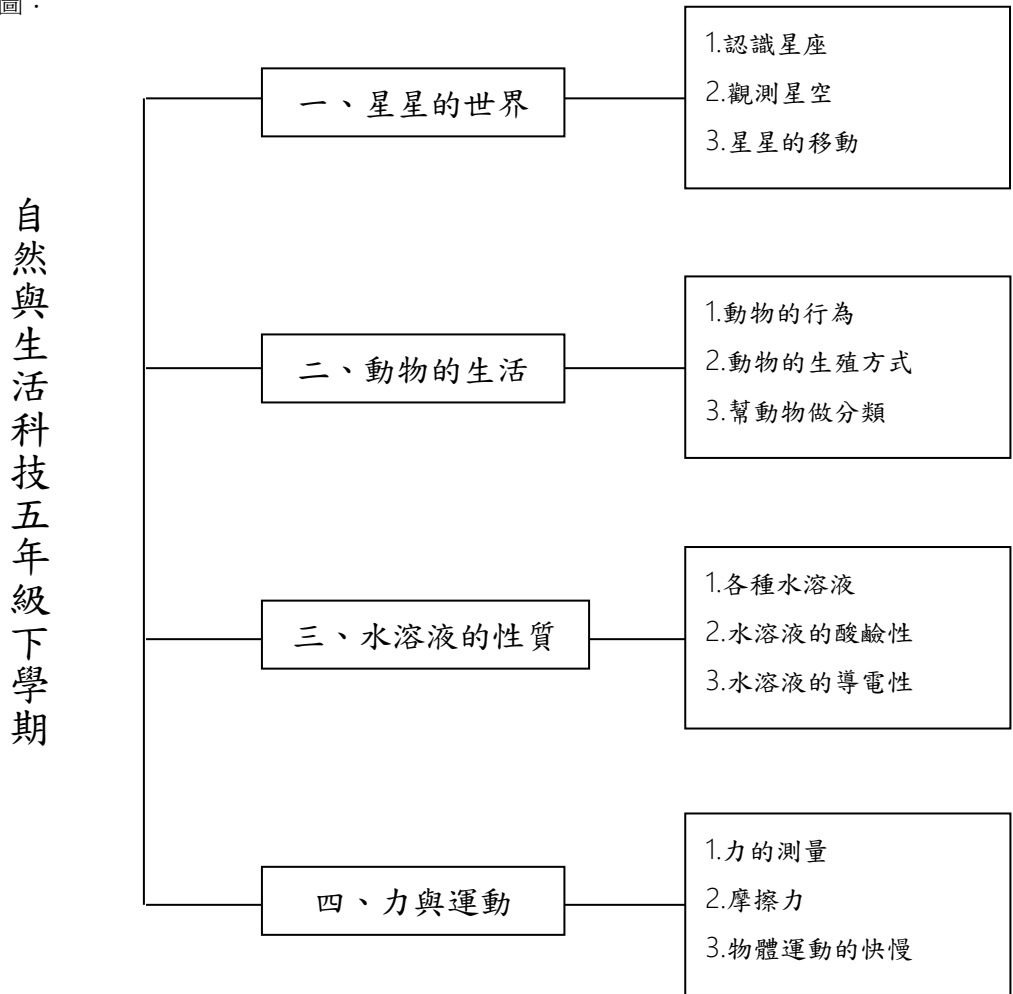 圖：
自然與生活科技五年級下學期
一、星星的世界
1.認識星座
2.觀測星空
3.星星的移動
二、動物的生活
1.動物的行為
2.動物的生殖方式
3.幫動物做分類
三、水溶液的性質
1.各種水溶液
2.水溶液的酸鹼性
3.水溶液的導電性
四、力與運動
1.力的測量
2.摩擦力
3.物體運動的快慢